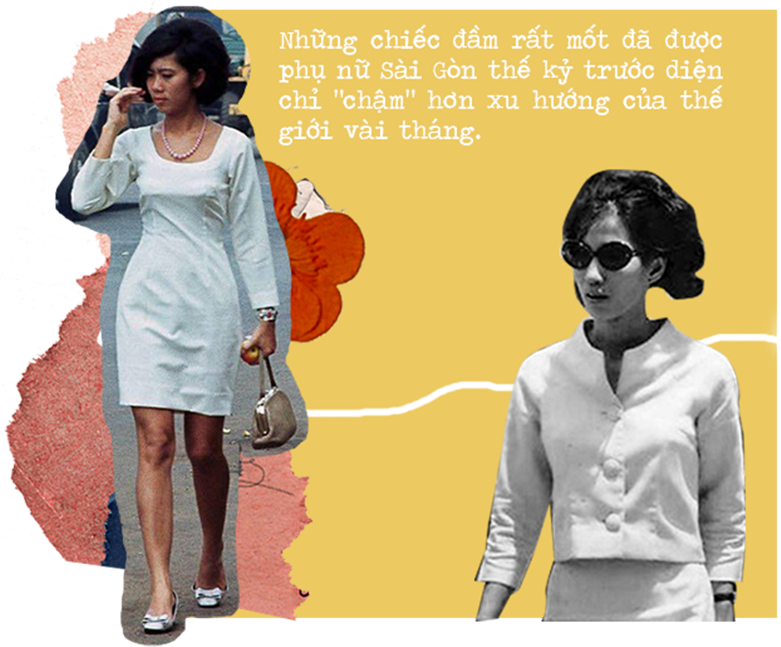 Những chiếc đầm rất mốt đã được
phụ nữ Sài Gòn thế kỷ trước diện
chỉ "chậm" hơn xu hướng của thế
giới vài tháng.